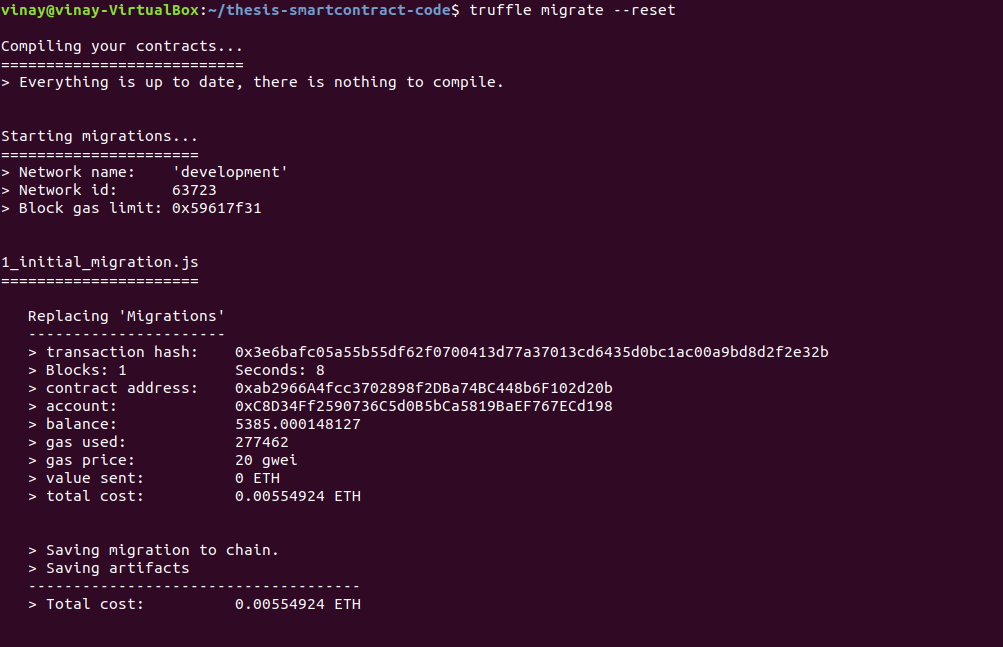 vinay@vinay-VirtualBox:~/thesis-smartcontract-code$ truffle migrate --reset
Compiling your contracts...
===========================
> Everything is up to date, there is nothing to compile.
Starting migrations...
======================
> Network name:    'development'
> Network id:      63723
> Block gas limit: 0x59617f31
1_initial_migration.js
======================
Replacing 'Migrations'
----------------------
> transaction hash:    0x3e6bafc05a55b55df62f0700413d77a37013cd6435d0bc1ac00a9bd8d2f2e32b
> Blocks: 1            Seconds: 8
> contract address:    0xab2966A4fcc3702898f2DBa74BC448b6F102d20b
> account:             0xC8D34Ff2590736C5d0B5bCa5819BaEF767ECd198
> balance:             5385.000148127
> gas used:            277462
> gas price:           20 gwei
> value sent:          0 ETH
> total cost:          0.00554924 ETH
> Saving migration to chain.
> Saving artifacts
-------------------------------------
> Total cost:          0.00554924 ETH